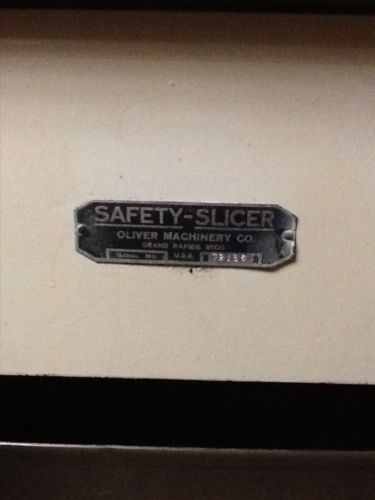 SAFETY-SLICER
OLIVER MACHINERY CO.
GRAND RAPIDS MICH.
SERIAL NO. U.S.A.